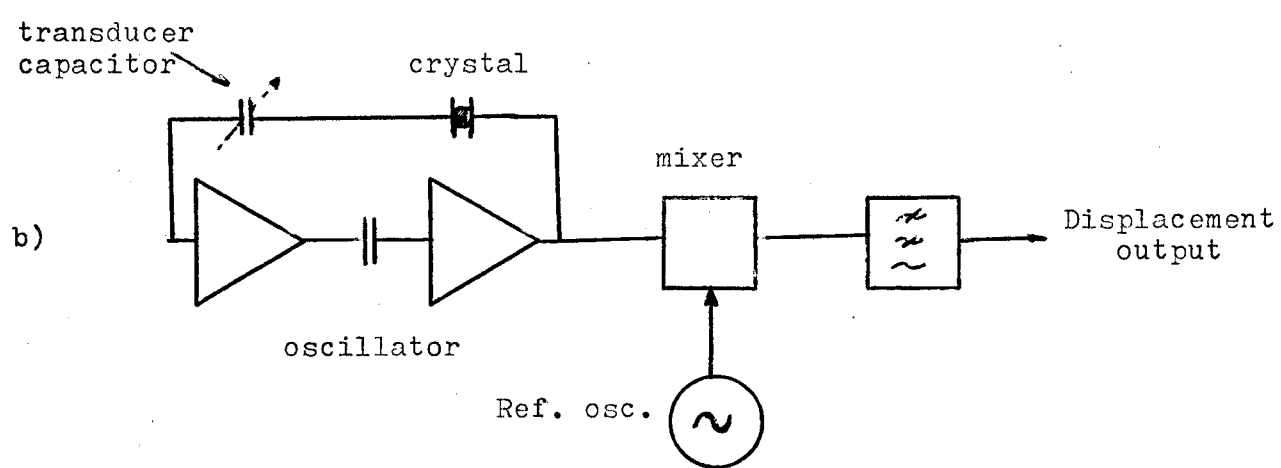 transducer
capacitor
crystal
mixer
b)
Displacement
output
oscillator
Ref. osc.